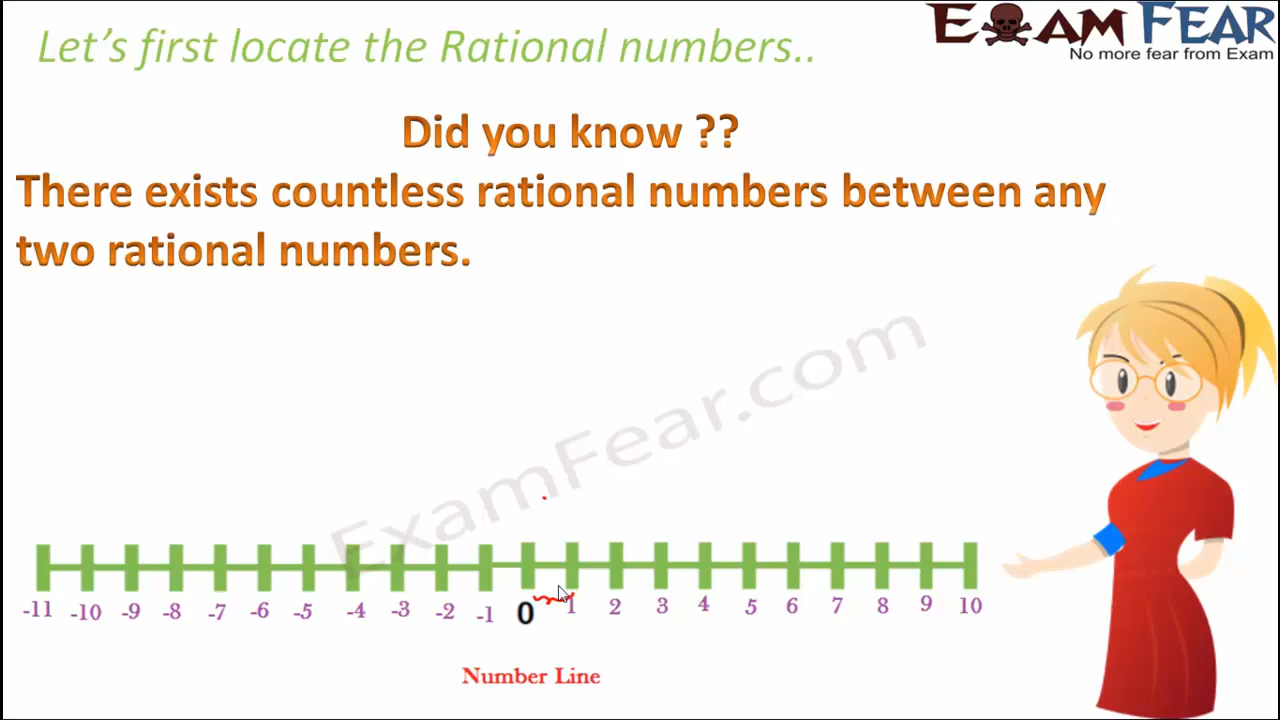 Let's first locate the Rational numbers..
EXAM FEAR
No more fear from Exam
Did you know ??
There exists countless rational numbers between any
two rational numbers.
ExamFear.com
-11 -10 -9 -8 -7 -6 -5 -4 -3 -2 -1 0 1 2 3 4 5 6 7 8 9 10
Number Line